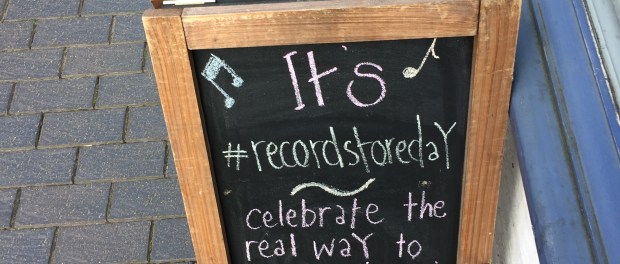 It's
#recordstoredaY
celebrate the
real waY to